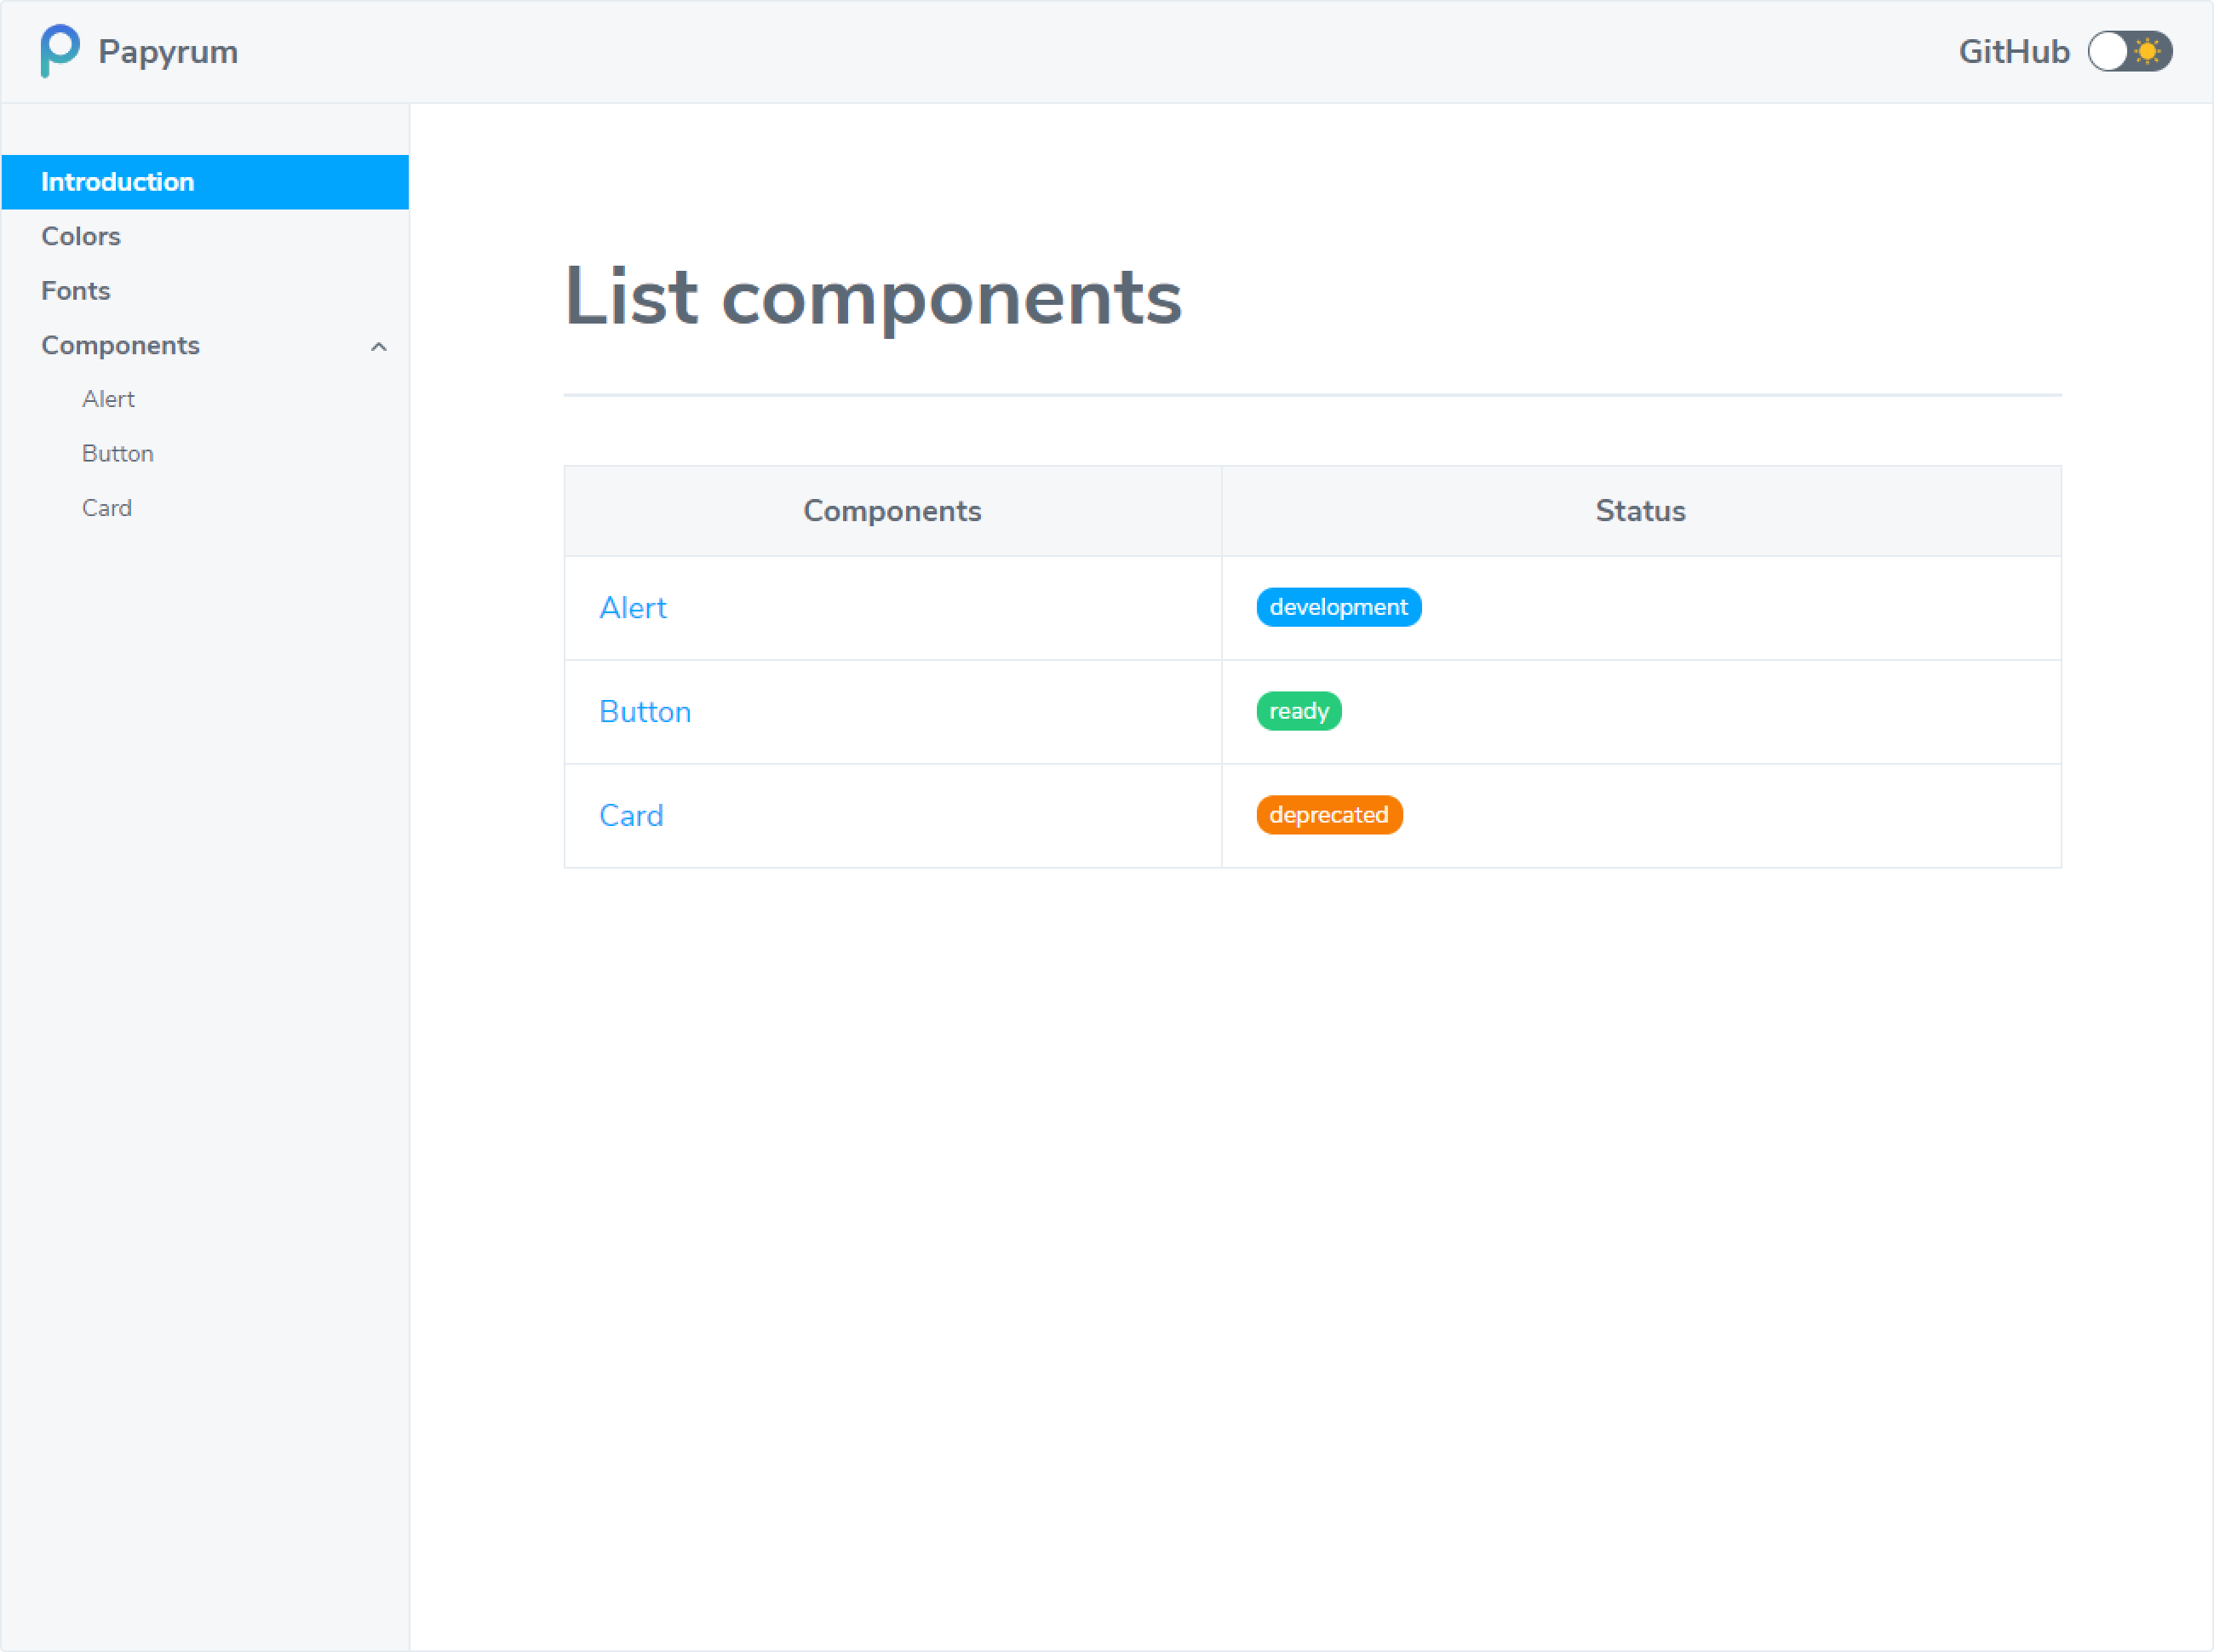 Papyrum
GitHub
Introduction
Colors
Fonts
Components
Alert
Button
Card
List components
Components Status
Alert development
Button ready
Card deprecated